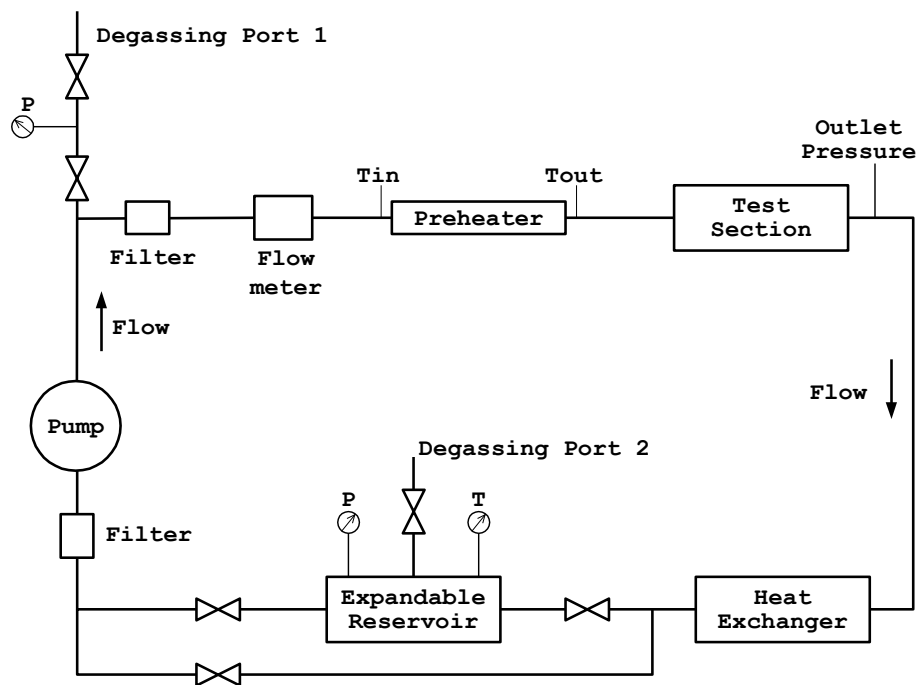 Degassing Port 1
P
Outlet
Pressure
Tin
Tout
Preheater
Test
Section
Filter
Flow
meter
Flow
Flow
Pump
Degassing Port 2
P
T
Filter
Expandable
Reservoir
Heat
Exchanger